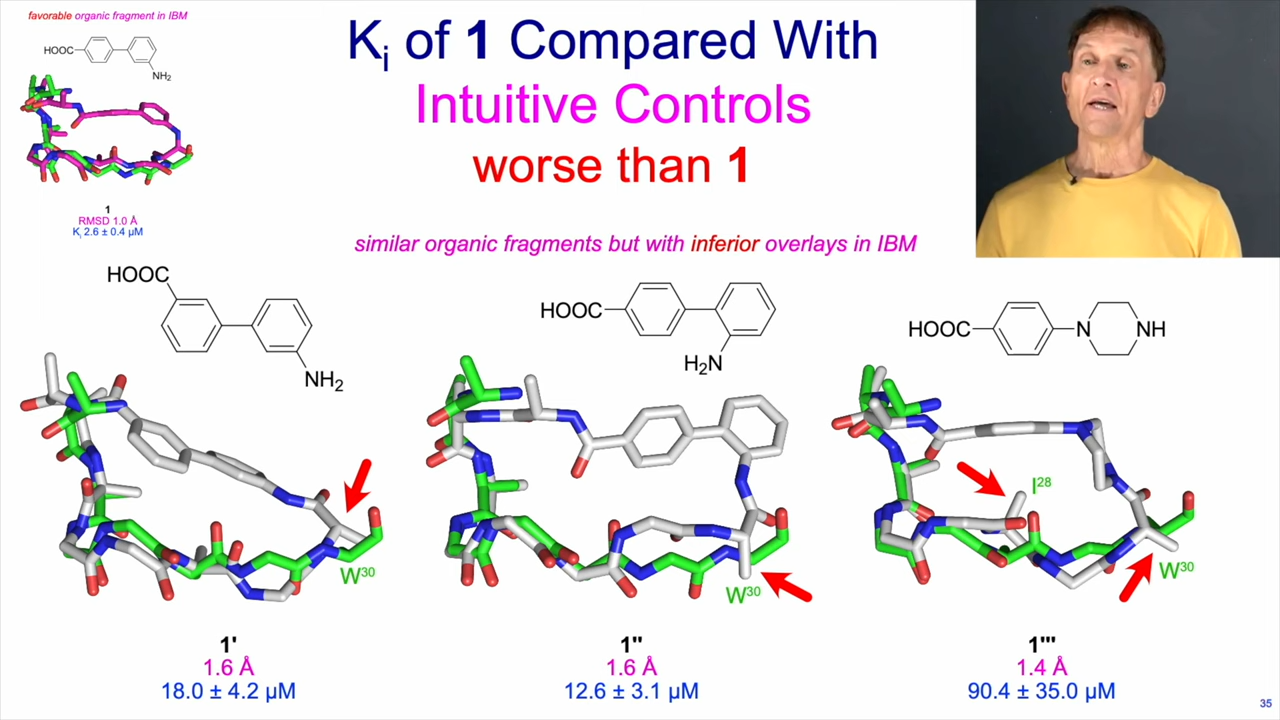 favorable organic fragment in IBM
HOOC
NH₂
1
RMSD 1.0 Å
Kᵢ 2.6 ± 0.4 µM
Kᵢ of 1 Compared With
Intuitive Controls
worse than 1
similar organic fragments but with inferior overlays in IBM
HOOC
NH₂
HOOC
H₂N
HOOC
N
NH
W³⁰
W³⁰
I²⁸
W³⁰
1'
1.6 Å
18.0 ± 4.2 µM
1"
1.6 Å
12.6 ± 3.1 µM
1'"
1.4 Å
90.4 ± 35.0 µM
35